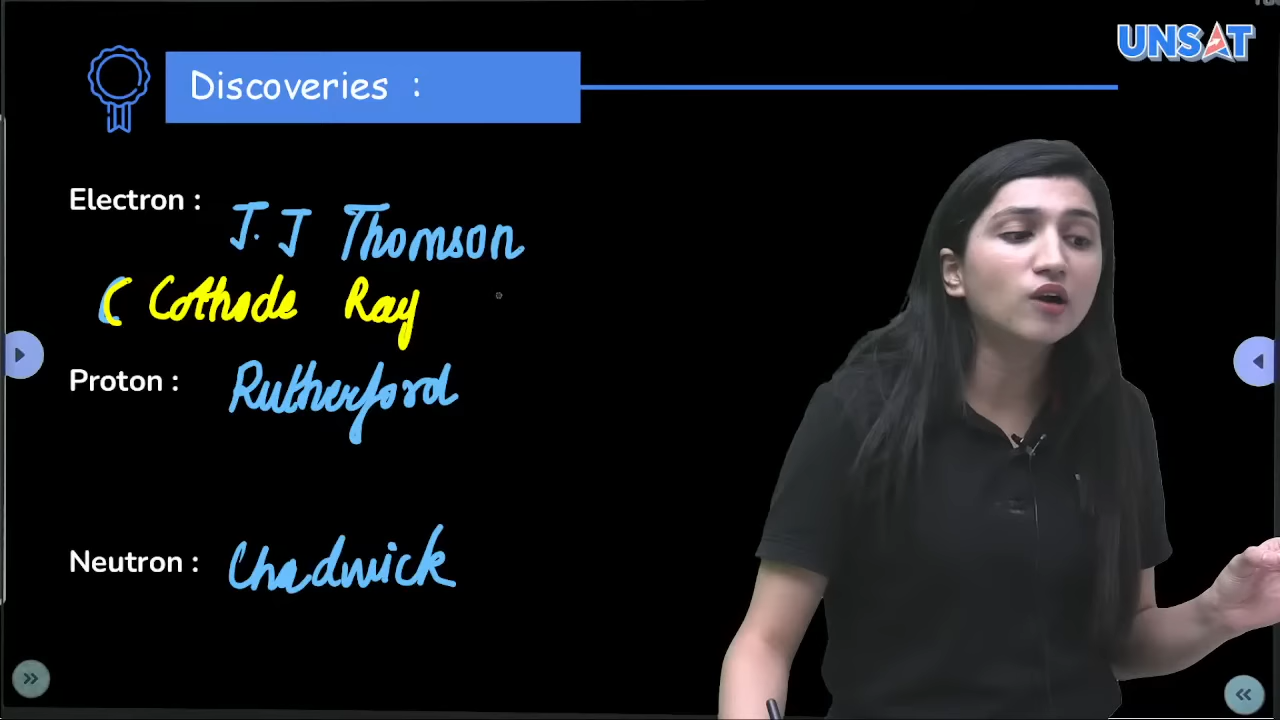 UNSAT
Discoveries :
Electron :
J. J Thomson
( Cathode Ray
Proton :
Rutherford
Neutron :
Chadwick